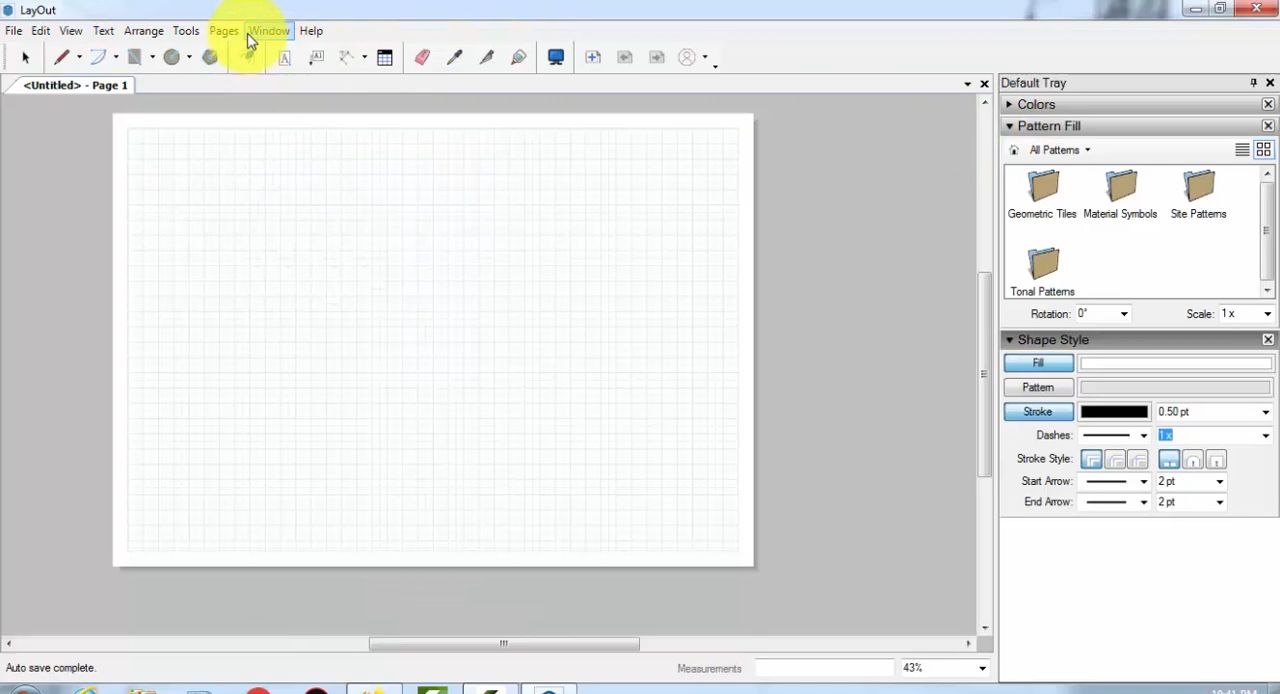 LayOut
File Edit View Text Arrange Tools Pages Window Help
<Untitled> - Page 1
Default Tray
Colors
Pattern Fill
All Patterns
Geometric Tiles Material Symbols Site Patterns
Tonal Patterns
Rotation: 0° Scale: 1 x
Shape Style
Fill
Pattern
Stroke 0.50 pt
Dashes: 1 x
Stroke Style:
Start Arrow: 2 pt
End Arrow: 2 pt
Auto save complete.
Measurements 43%
10:41 PM